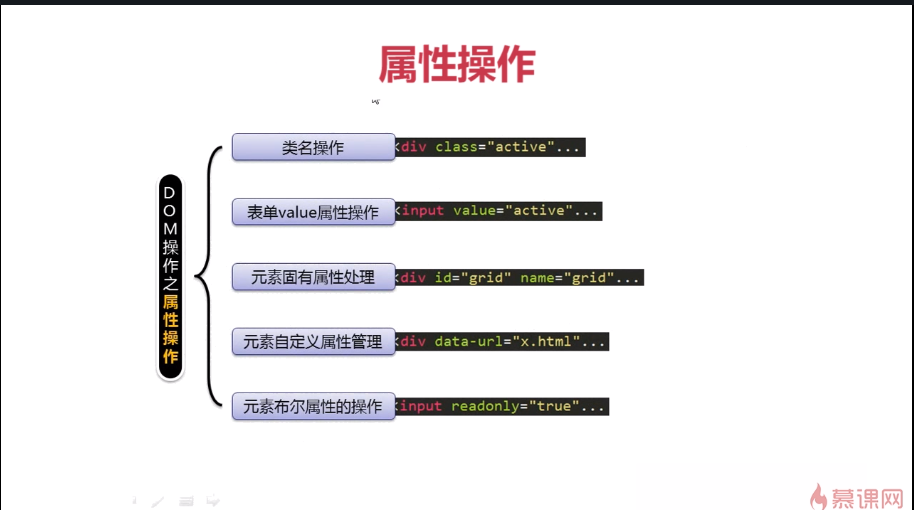 属性操作
DOM操作之属性操作
类名操作
<div class="active"...
表单value属性操作
<input value="active"...
元素固有属性处理
<div id="grid" name="grid"...
元素自定义属性管理
<div data-url="x.html"...
元素布尔属性的操作
<input readonly="true"...
慕课网